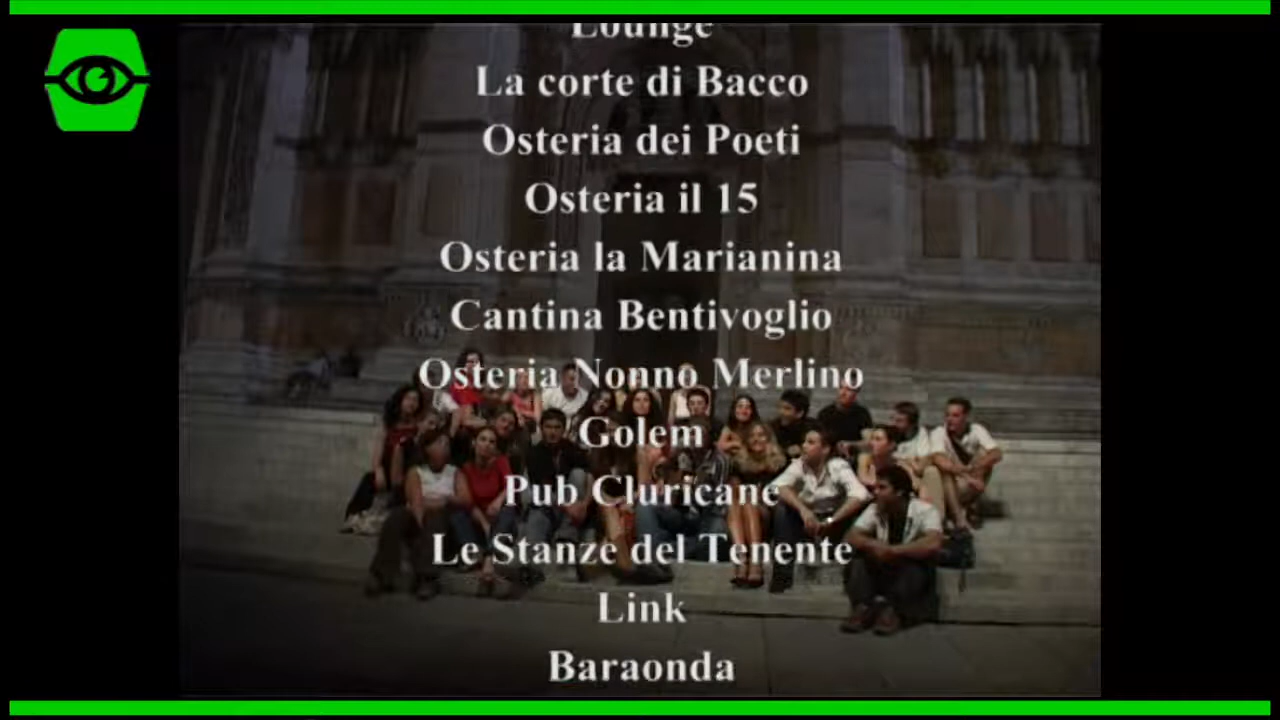 Lounge
La corte di Bacco
Osteria dei Poeti
Osteria il 15
Osteria la Marianina
Cantina Bentivoglio
Osteria Nonno Merlino
Golem
Pub Cluricane
Le Stanze del Tenente
Link
Baraonda